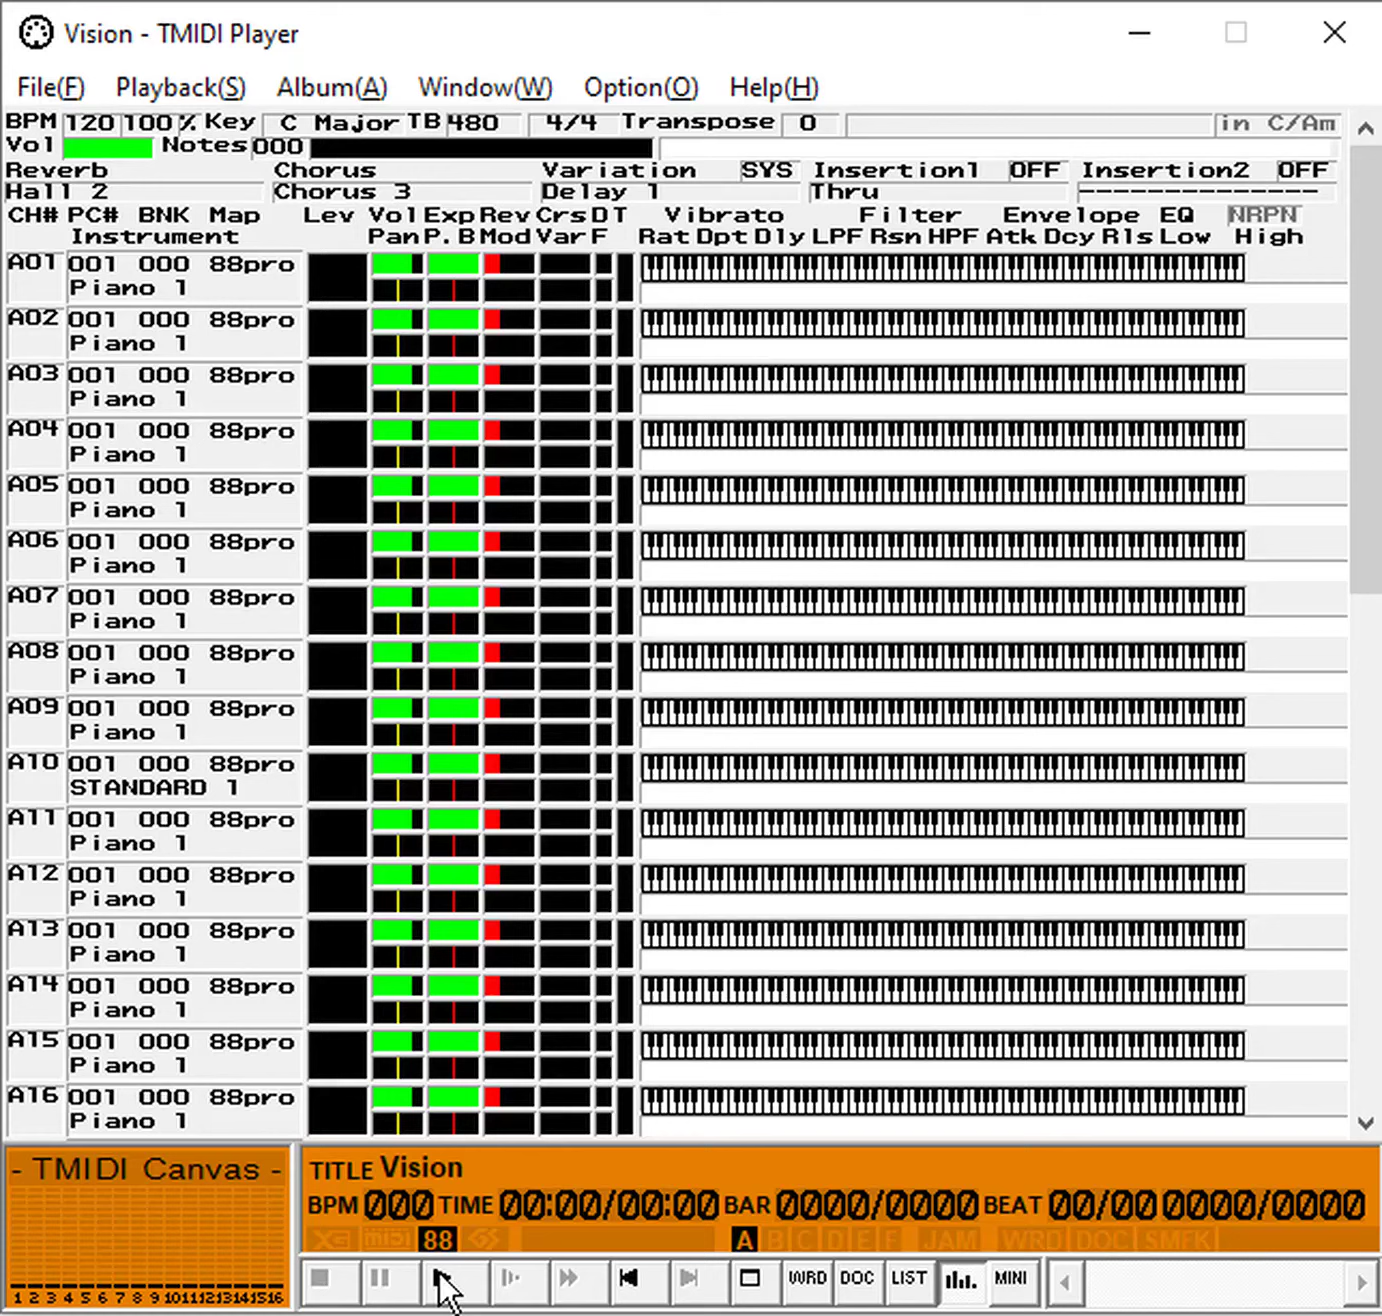 Vision - TMIDI Player
File(F) Playback(S) Album(A) Window(W) Option(O) Help(H)
BPM 120 100% Key C Major TB 480 4/4 Transpose 0 in C/Am
Vol Notes 000
Reverb Chorus Variation SYS Insertion1 OFF Insertion2 OFF
Hall 2 Chorus 3 Delay 1 Thru ---------------
CH# PC# BNK Map Lev Vol Exp Rev Crs D T Vibrato Filter Envelope EQ NRPN
Instrument Pan P.B Mod Var F Rat Dpt Dly LPF Rsn HPF Atk Dcy Rls Low High
A01 001 000 88pro
Piano 1
A02 001 000 88pro
Piano 1
A03 001 000 88pro
Piano 1
A04 001 000 88pro
Piano 1
A05 001 000 88pro
Piano 1
A06 001 000 88pro
Piano 1
A07 001 000 88pro
Piano 1
A08 001 000 88pro
Piano 1
A09 001 000 88pro
Piano 1
A10 001 000 88pro
STANDARD 1
A11 001 000 88pro
Piano 1
A12 001 000 88pro
Piano 1
A13 001 000 88pro
Piano 1
A14 001 000 88pro
Piano 1
A15 001 000 88pro
Piano 1
A16 001 000 88pro
Piano 1
- TMIDI Canvas -
1 2 3 4 5 6 7 8 9 10 11 12 13 14 15 16
TITLE Vision
BPM 000 TIME 00:00/00:00 BAR 0000/0000 BEAT 00/00 0000/0000
XG midi 88 GS A B C D E F JAM WRD DOC SMFK
WRD DOC LIST MINI